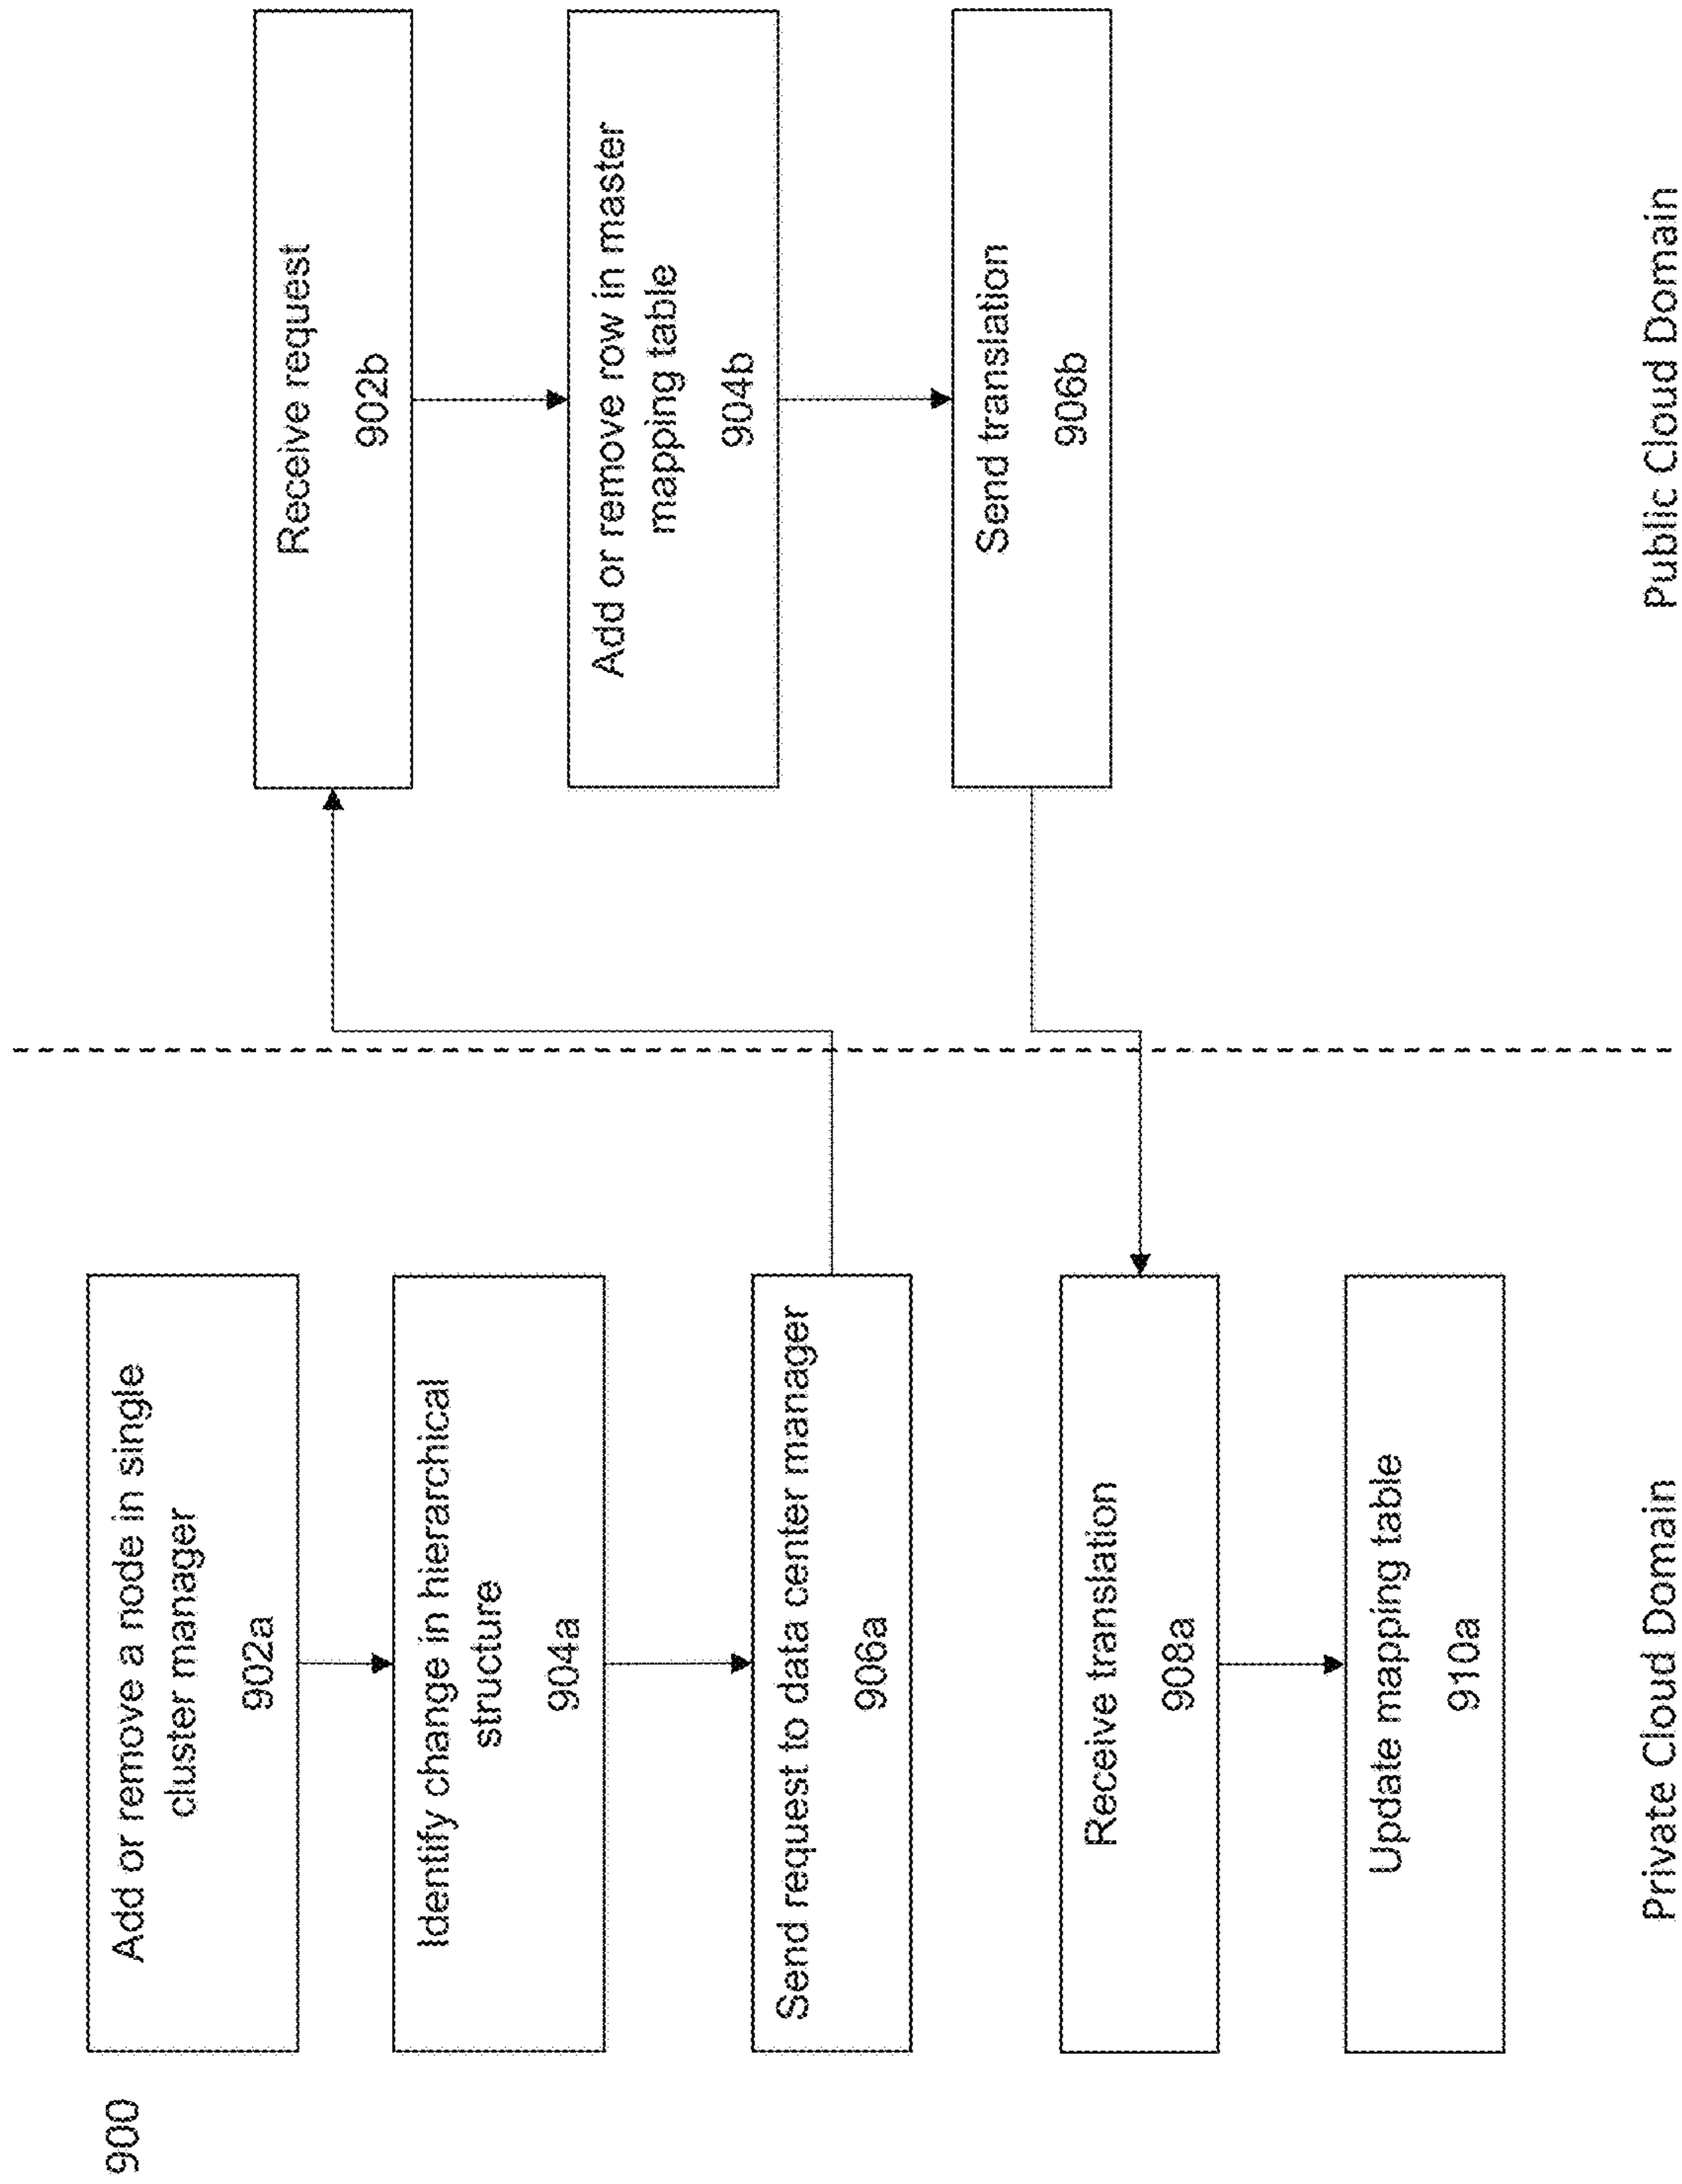 900
Add or remove a node in single
cluster manager
902a
Identify change in hierarchical
structure
904a
Send request to data center manager
906a
Receive translation
908a
Update mapping table
910a
Private Cloud Domain
Receive request
902b
Add or remove row in master
mapping table
904b
Send translation
906b
Public Cloud Domain